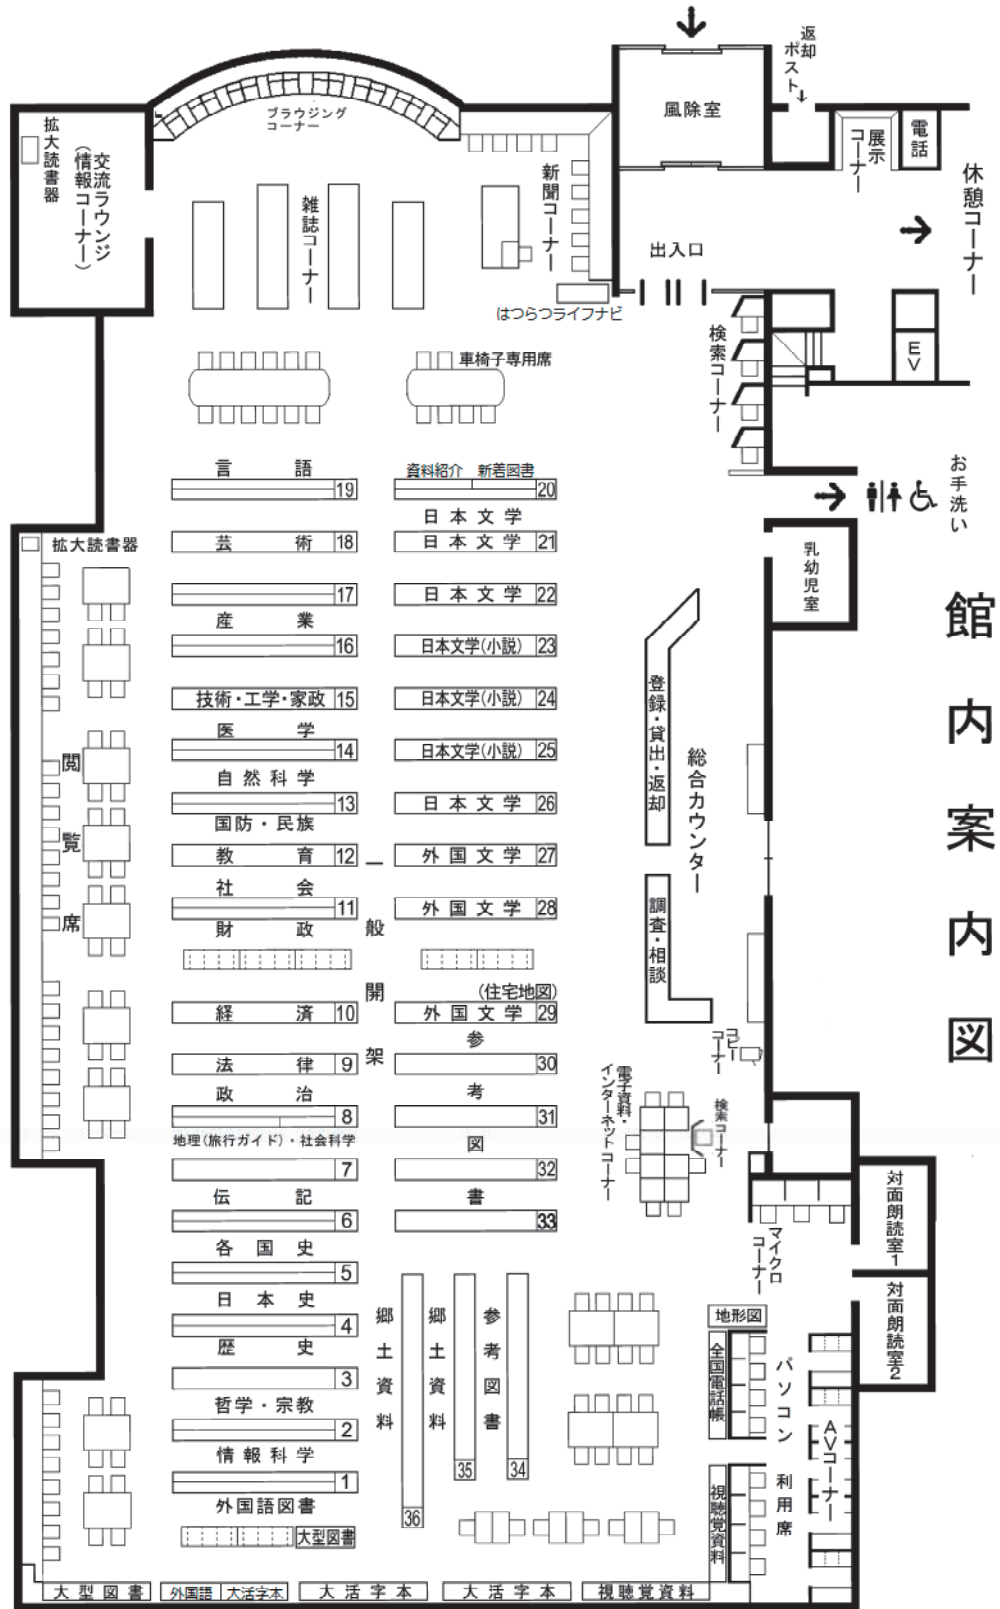 返却
ポスト
風除室
ブラウジング
コーナー
拡大読書器
交流ラウンジ
（情報コーナー）
雑誌コーナー
新聞コーナー
展示
コーナー
電話
休憩コーナー
出入口
はつらつライフナビ
検索コーナー
EV
車椅子専用席
お手洗い
言語
19
資料紹介 新着図書
20
日本文学
拡大読書器
芸術 18
日本文学 21
乳幼児室
17
日本文学 22
産業
16
日本文学(小説) 23
技術・工学・家政 15
日本文学(小説) 24
医学
14
日本文学(小説) 25
自然科学
13
日本文学 26
国防・民族
教育 12
外国文学 27
社会
11
外国文学 28
財政
閲覧席
一般開架
登録・貸出・返却
総合カウンター
調査・相談
館内案内図
(住宅地図)
経済 10
外国文学 29
参考図書
法律 9
30
政治
8
31
地理(旅行ガイド)・社会科学
7
32
伝記
6
33
各国史
5
日本史
4
歴史
3
哲学・宗教
2
情報科学
1
外国語図書
大型図書
コピー
コーナー
電子資料・
インターネットコーナー
検索コーナー
マイクロ
コーナー
対面朗読室1
対面朗読室2
郷土資料
36
郷土資料
35
参考図書
34
地形図
全国電話帳
パソコン利用席
AVコーナー
視聴覚資料
大型図書
外国語
大活字本
大活字本
大活字本
視聴覚資料